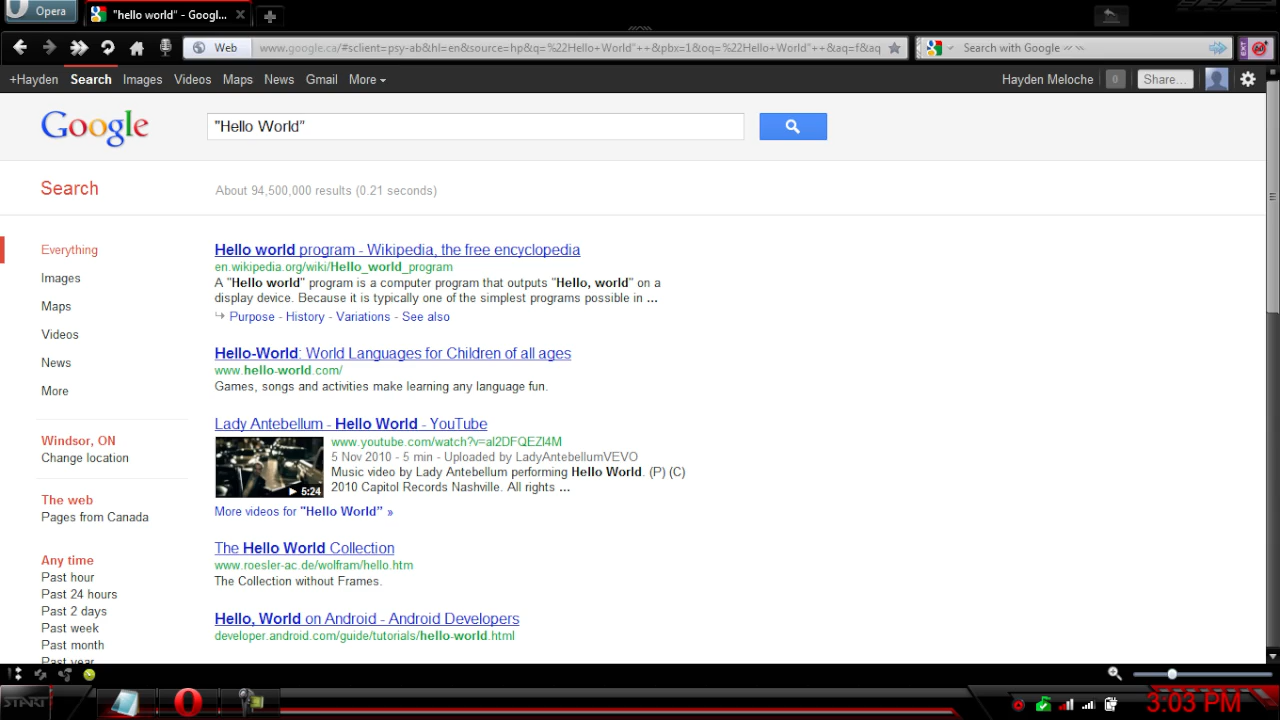 Opera
"hello world" - Googl...
Web
www.google.ca/#sclient=psy-ab&hl=en&source=hp&q=%22Hello+World"++&pbx=1&oq=%22Hello+World"++&aq=f&aq
Search with Google
EXT
+Hayden Search Images Videos Maps News Gmail More
Hayden Meloche 0 Share...
Google
"Hello World"
Search
About 94,500,000 results (0.21 seconds)
Everything
Images
Maps
Videos
News
More
Windsor, ON
Change location
The web
Pages from Canada
Any time
Past hour
Past 24 hours
Past 2 days
Past week
Past month
Past year
Hello world program - Wikipedia, the free encyclopedia
en.wikipedia.org/wiki/Hello_world_program
A "Hello world" program is a computer program that outputs "Hello, world" on a
display device. Because it is typically one of the simplest programs possible in ...
Purpose - History - Variations - See also
Hello-World: World Languages for Children of all ages
www.hello-world.com/
Games, songs and activities make learning any language fun.
Lady Antebellum - Hello World - YouTube
www.youtube.com/watch?v=al2DFQEZl4M
5 Nov 2010 - 5 min - Uploaded by LadyAntebellumVEVO
Music video by Lady Antebellum performing Hello World. (P) (C)
2010 Capitol Records Nashville. All rights ...
5:24
More videos for "Hello World" »
The Hello World Collection
www.roesler-ac.de/wolfram/hello.htm
The Collection without Frames.
Hello, World on Android - Android Developers
developer.android.com/guide/tutorials/hello-world.html
START
3:03 PM